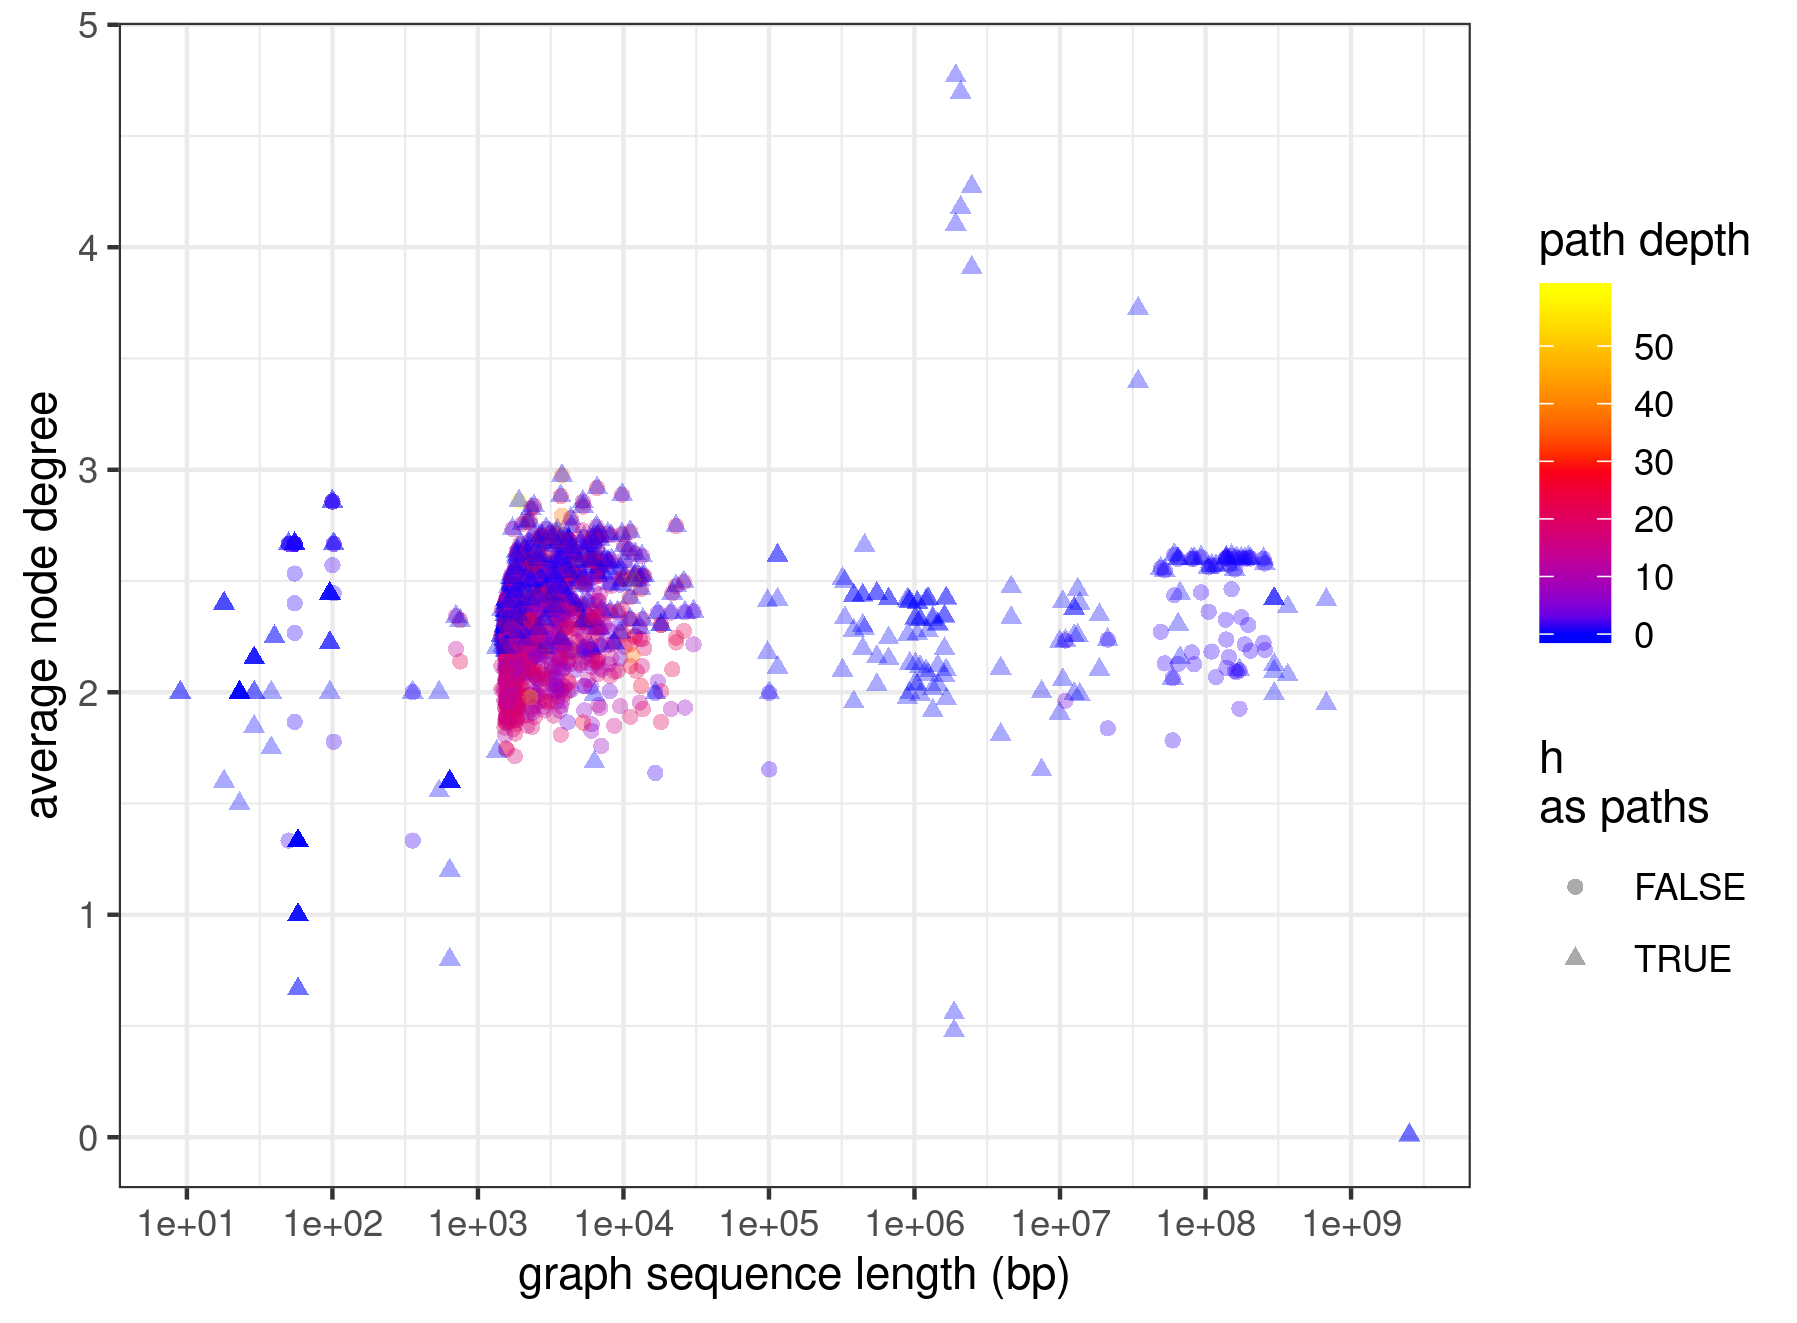 5
4
3
2
1
0
average node degree
1e+01 1e+02 1e+03 1e+04 1e+05 1e+06 1e+07 1e+08 1e+09
graph sequence length (bp)
path depth
50
40
30
20
10
0
h
as paths
FALSE
TRUE